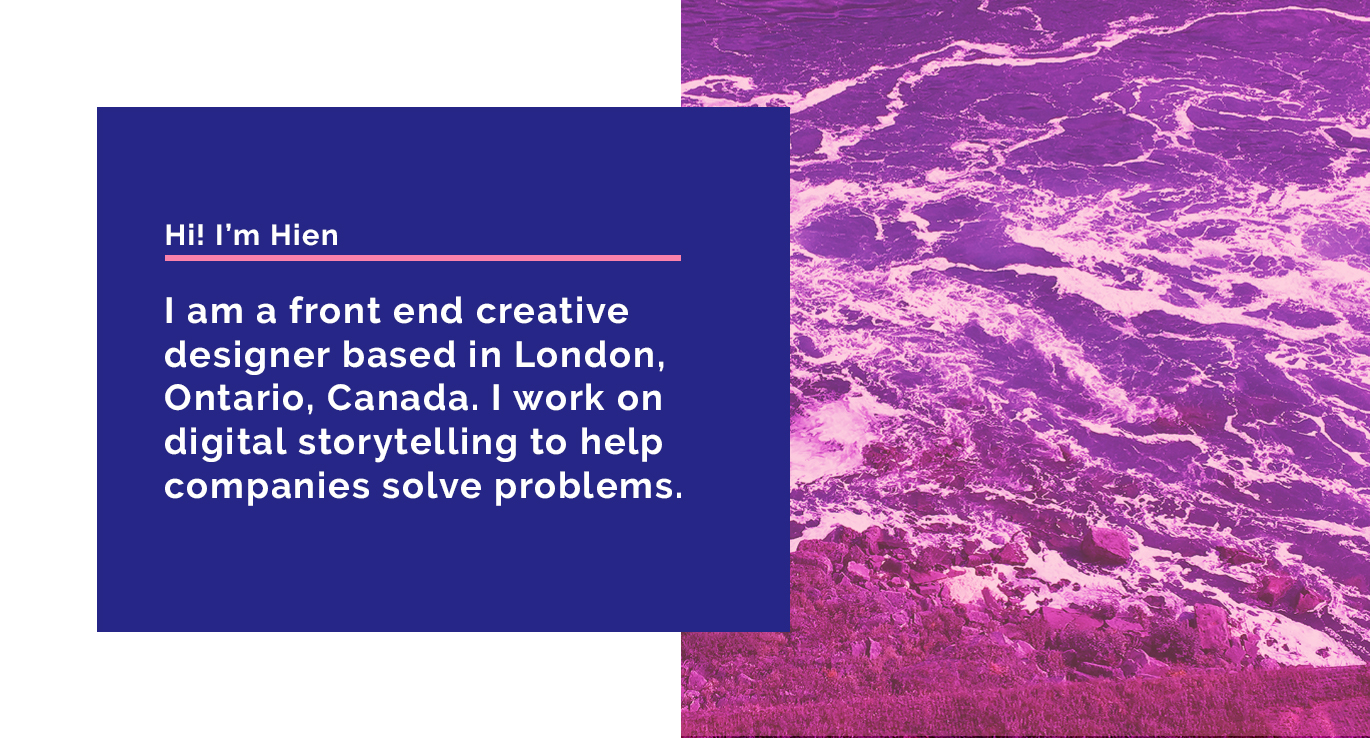 Hi! I’m Hien
I am a front end creative
designer based in London,
Ontario, Canada. I work on
digital storytelling to help
companies solve problems.